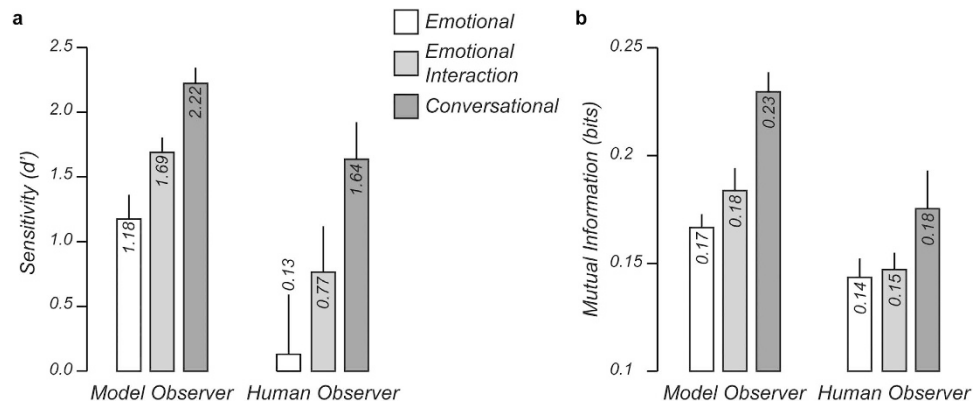 a
2.5
2.0
1.5
1.0
0.5
0.0
Sensitivity (d')
1.18
1.69
2.22
0.13
0.77
1.64
Model Observer
Human Observer
Emotional
Emotional
Interaction
Conversational
b
0.25
0.2
0.15
0.1
Mutual Information (bits)
0.17
0.18
0.23
0.14
0.15
0.18
Model Observer
Human Observer